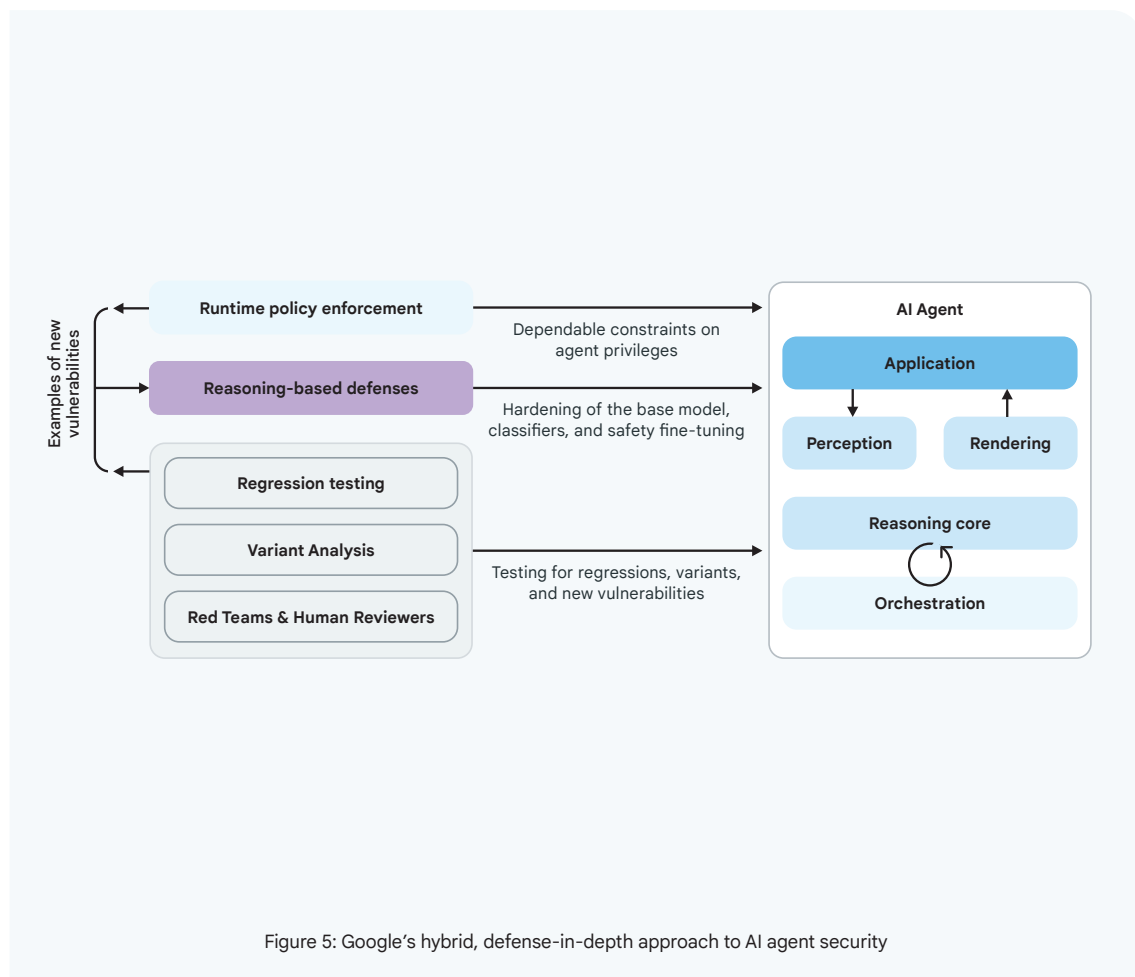 Examples of new
vulnerabilities
Runtime policy enforcement
Dependable constraints on
agent privileges
Reasoning-based defenses
Hardening of the base model,
classifiers, and safety fine-tuning
Regression testing
Variant Analysis
Red Teams & Human Reviewers
Testing for regressions, variants,
and new vulnerabilities
AI Agent
Application
Perception
Rendering
Reasoning core
Orchestration
Figure 5: Google’s hybrid, defense-in-depth approach to AI agent security